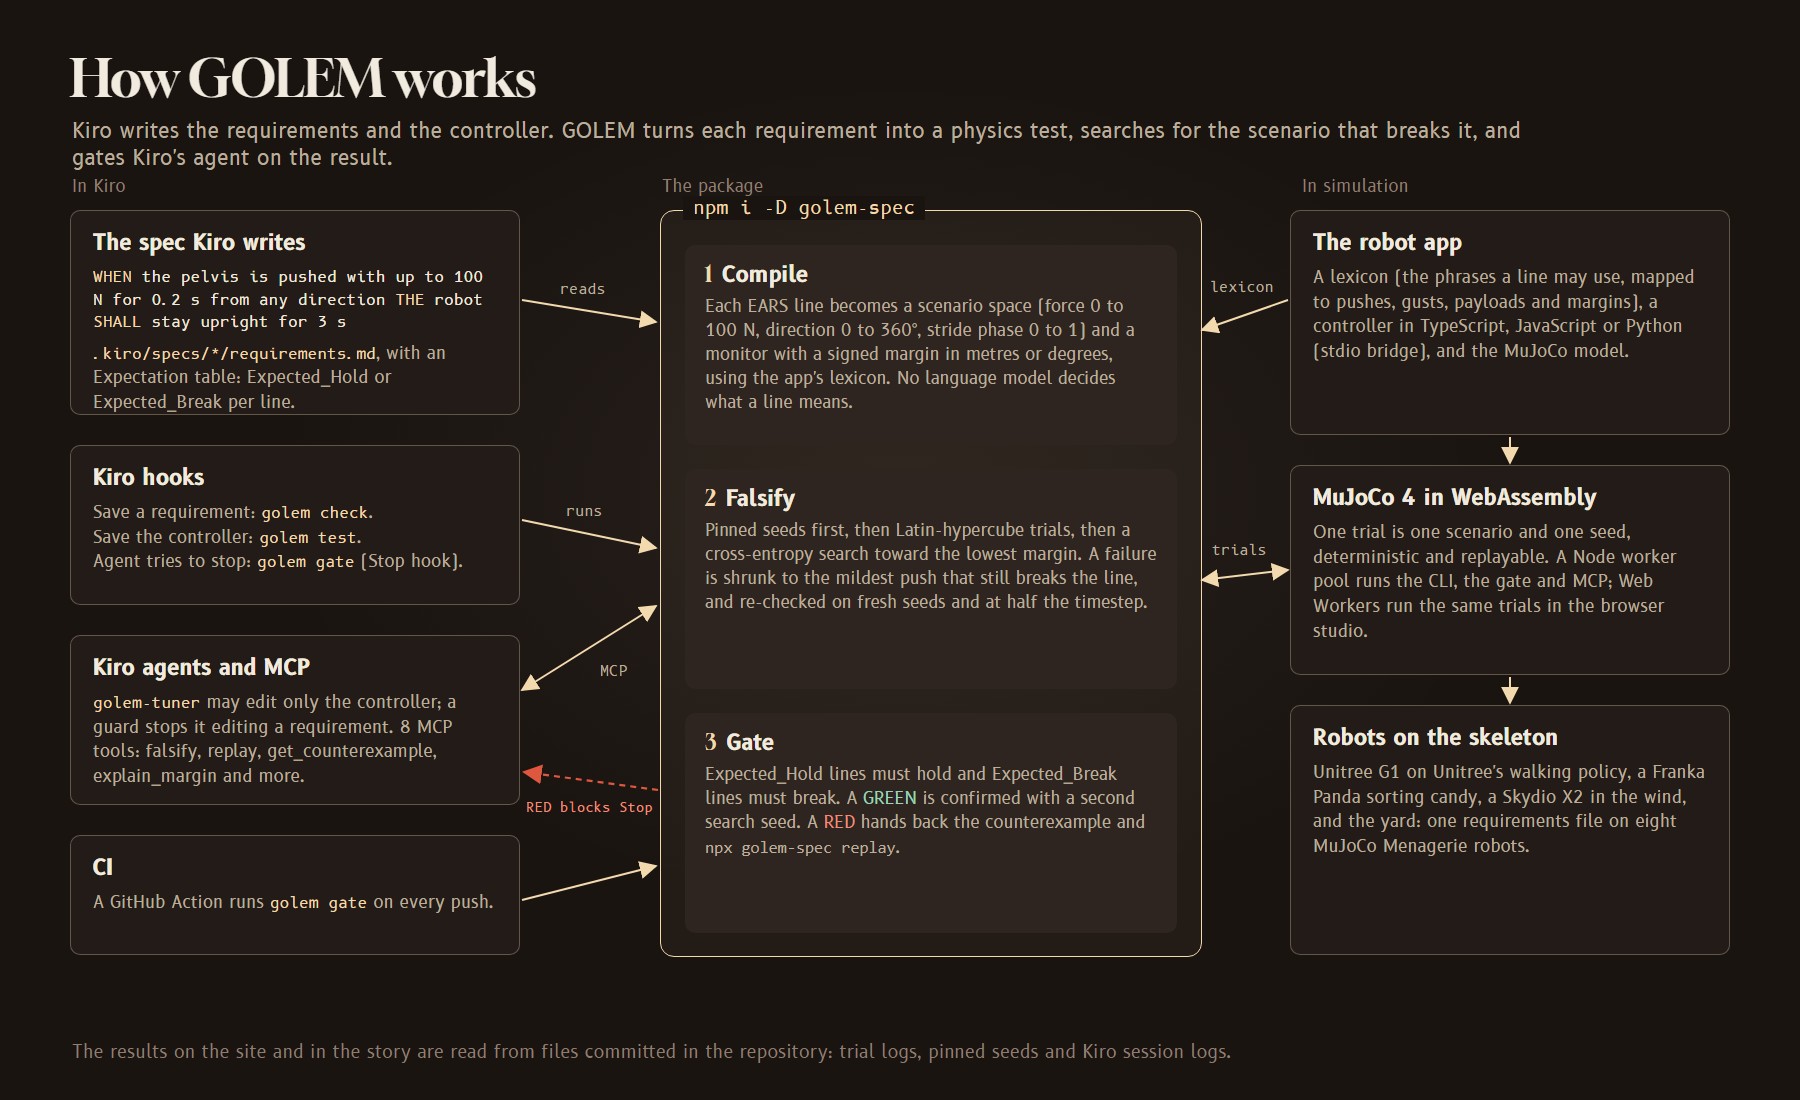 How GOLEM works
Kiro writes the requirements and the controller. GOLEM turns each requirement into a physics test, searches for the scenario that breaks it, and
gates Kiro's agent on the result.
In Kiro
The spec Kiro writes
WHEN the pelvis is pushed with up to 100
N for 0.2 s from any direction THE robot
SHALL stay upright for 3 s
.kiro/specs/*/requirements.md, with an
Expectation table: Expected_Hold or
Expected_Break per line.
Kiro hooks
Save a requirement: golem check.
Save the controller: golem test.
Agent tries to stop: golem gate (Stop hook).
Kiro agents and MCP
golem-tuner may edit only the controller; a
guard stops it editing a requirement. 8 MCP
tools: falsify, replay, get_counterexample,
explain_margin and more.
CI
A GitHub Action runs golem gate on every push.
reads
runs
MCP
RED blocks Stop
The package
npm i -D golem-spec
1 Compile
Each EARS line becomes a scenario space (force 0 to
100 N, direction 0 to 360°, stride phase 0 to 1) and a
monitor with a signed margin in metres or degrees,
using the app's lexicon. No language model decides
what a line means.
2 Falsify
Pinned seeds first, then Latin-hypercube trials, then a
cross-entropy search toward the lowest margin. A failure
is shrunk to the mildest push that still breaks the line,
and re-checked on fresh seeds and at half the timestep.
3 Gate
Expected_Hold lines must hold and Expected_Break
lines must break. A GREEN is confirmed with a second
search seed. A RED hands back the counterexample and
npx golem-spec replay.
lexicon
trials
In simulation
The robot app
A lexicon (the phrases a line may use, mapped
to pushes, gusts, payloads and margins), a
controller in TypeScript, JavaScript or Python
(stdio bridge), and the MuJoCo model.
MuJoCo 4 in WebAssembly
One trial is one scenario and one seed,
deterministic and replayable. A Node worker
pool runs the CLI, the gate and MCP; Web
Workers run the same trials in the browser
studio.
Robots on the skeleton
Unitree G1 on Unitree's walking policy, a Franka
Panda sorting candy, a Skydio X2 in the wind,
and the yard: one requirements file on eight
MuJoCo Menagerie robots.
The results on the site and in the story are read from files committed in the repository: trial logs, pinned seeds and Kiro session logs.